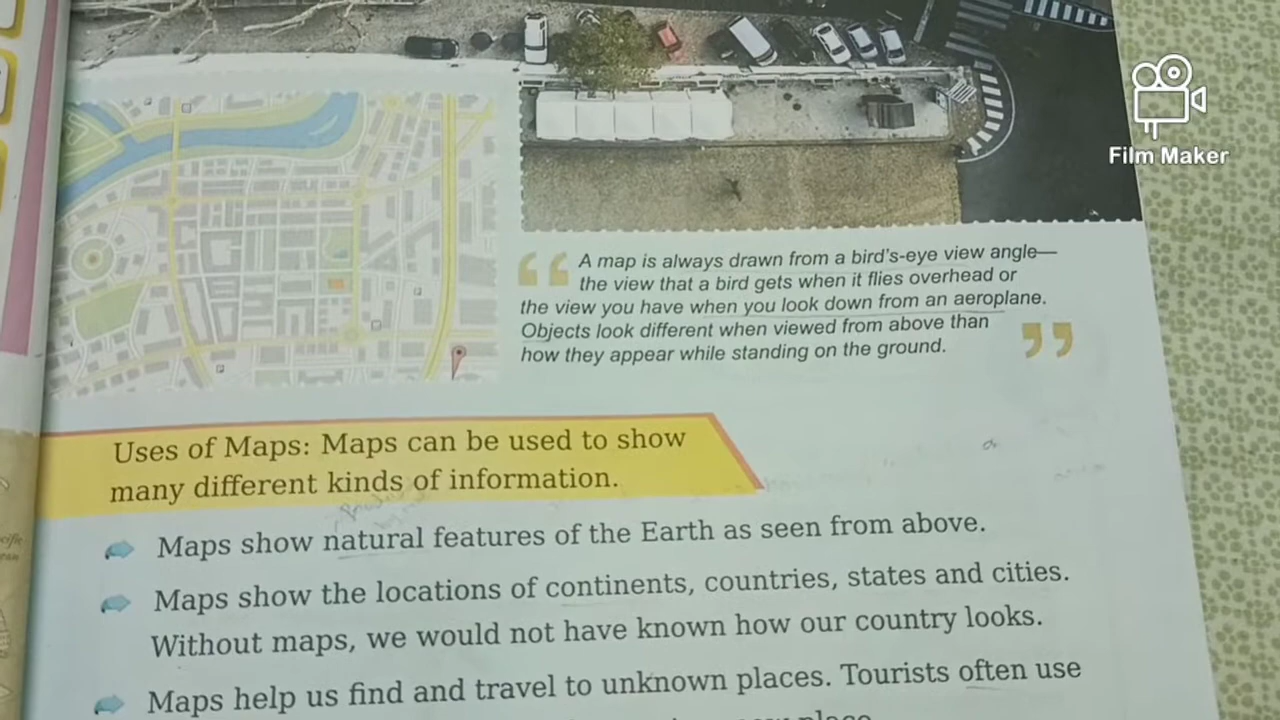 Film Maker
A map is always drawn from a bird's-eye view angle—
the view that a bird gets when it flies overhead or
the view you have when you look down from an aeroplane.
Objects look different when viewed from above than
how they appear while standing on the ground.
Uses of Maps: Maps can be used to show
many different kinds of information.
Maps show natural features of the Earth as seen from above.
Maps show the locations of continents, countries, states and cities.
Without maps, we would not have known how our country looks.
Maps help us find and travel to unknown places. Tourists often use
place